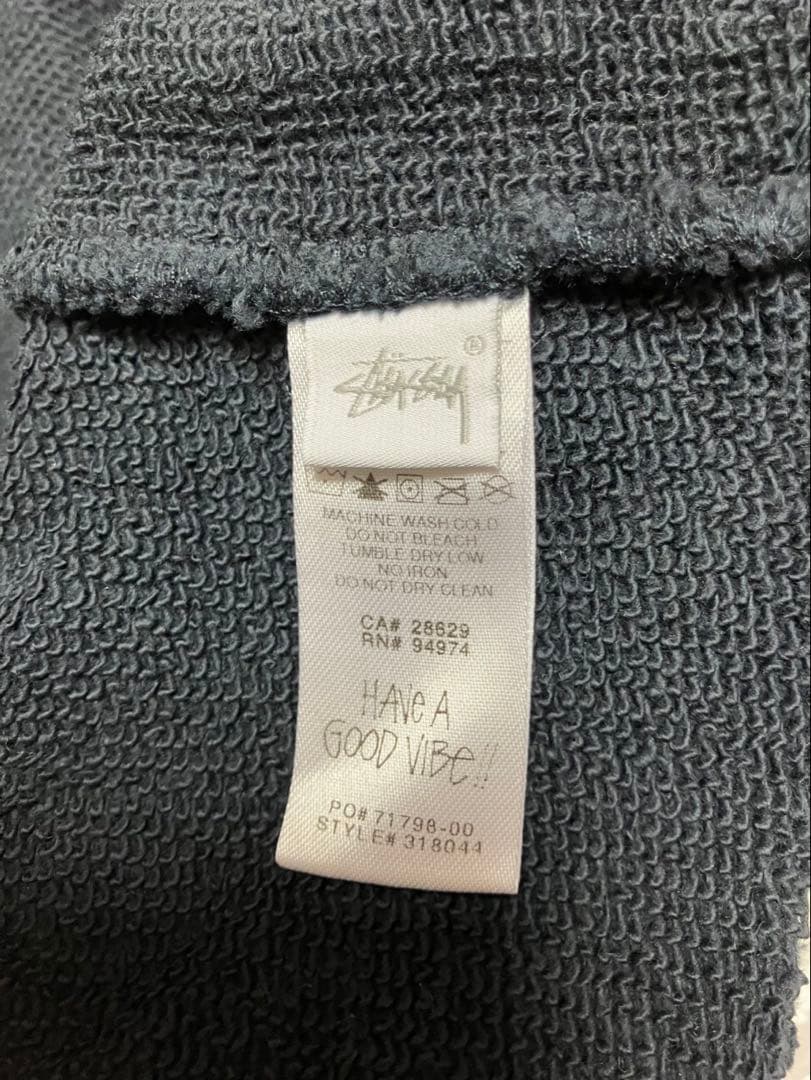 STÜSSY®
MACHINE WASH COLD
DO NOT BLEACH
TUMBLE DRY LOW
NO IRON
DO NOT DRY CLEAN
CA# 28629
RN# 94974
HAVE A
GOOD VIBE!!
PO# 71798-00
STYLE# 318044